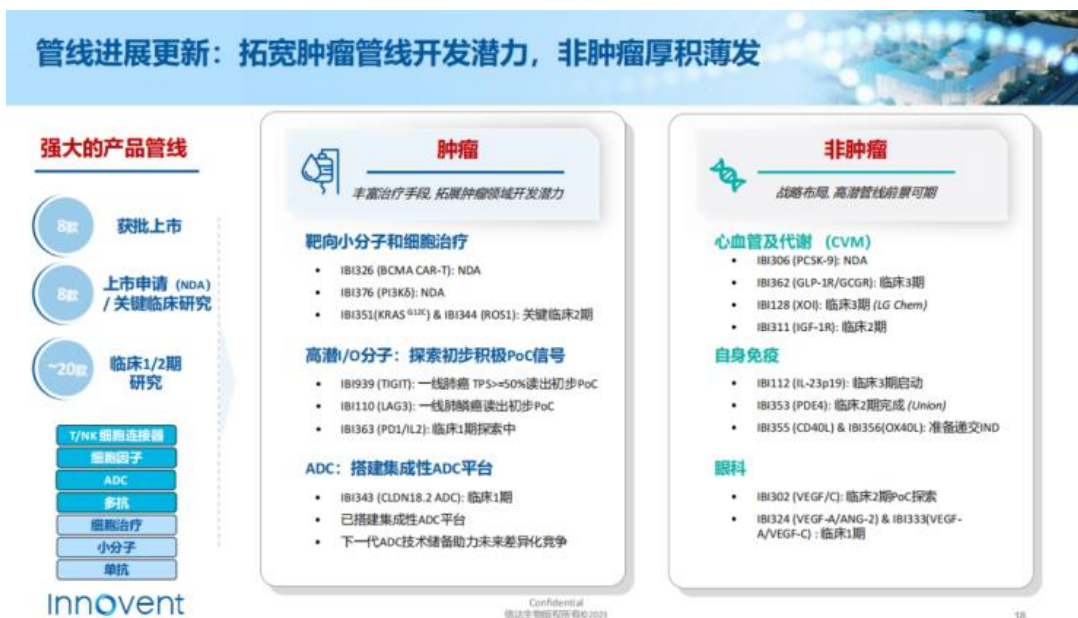 管线进展更新：拓宽肿瘤管线开发潜力，非肿瘤厚积薄发
强大的产品管线
8款
获批上市
8款
上市申请 (NDA)
/ 关键临床研究
~20款
临床1/2期
研究
T/NK 细胞连接器
细胞因子
ADC
多抗
细胞治疗
小分子
单抗
Innovent
肿瘤
丰富治疗手段, 拓展肿瘤领域开发潜力
靶向小分子和细胞治疗
• IBI326 (BCMA CAR-T): NDA
• IBI376 (PI3Kδ): NDA
• IBI351(KRAS G12C) & IBI344 (ROS1): 关键临床2期
高潜I/O分子：探索初步积极PoC信号
• IBI939 (TIGIT): 一线肺癌 TPS>=50%读出初步PoC
• IBI110 (LAG3): 一线肺鳞癌读出初步PoC
• IBI363 (PD1/IL2): 临床1期探索中
ADC：搭建集成性ADC平台
• IBI343 (CLDN18.2 ADC): 临床1期
• 已搭建集成性ADC平台
• 下一代ADC技术储备助力未来差异化竞争
非肿瘤
战略布局, 高潜管线前景可期
心血管及代谢 (CVM)
• IBI306 (PCSK-9): NDA
• IBI362 (GLP-1R/GCGR): 临床3期
• IBI128 (XOI): 临床3期 (LG Chem)
• IBI311 (IGF-1R): 临床2期
自身免疫
• IBI112 (IL-23p19): 临床3期启动
• IBI353 (PDE4): 临床2期完成 (Union)
• IBI355 (CD40L) & IBI356(OX40L): 准备递交IND
眼科
• IBI302 (VEGF/C): 临床2期PoC探索
• IBI324 (VEGF-A/ANG-2) & IBI333(VEGF-
A/VEGF-C) : 临床1期
Confidential
信达生物版权所有©2023
18